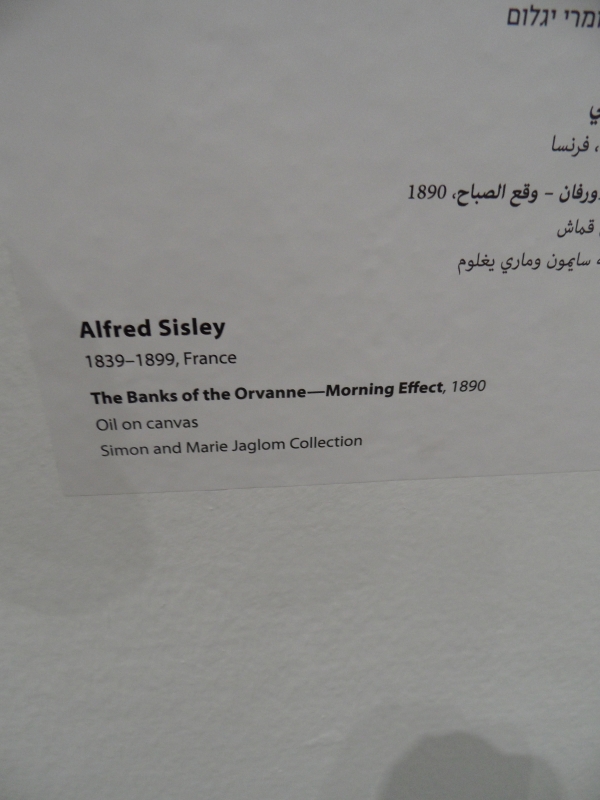 ומרי יגלום
، فرنسا
ورفان – وقع الصباح، 1890
قماش
سايمون وماري يغلوم
Alfred Sisley
1839–1899, France
The Banks of the Orvanne—Morning Effect, 1890
Oil on canvas
Simon and Marie Jaglom Collection